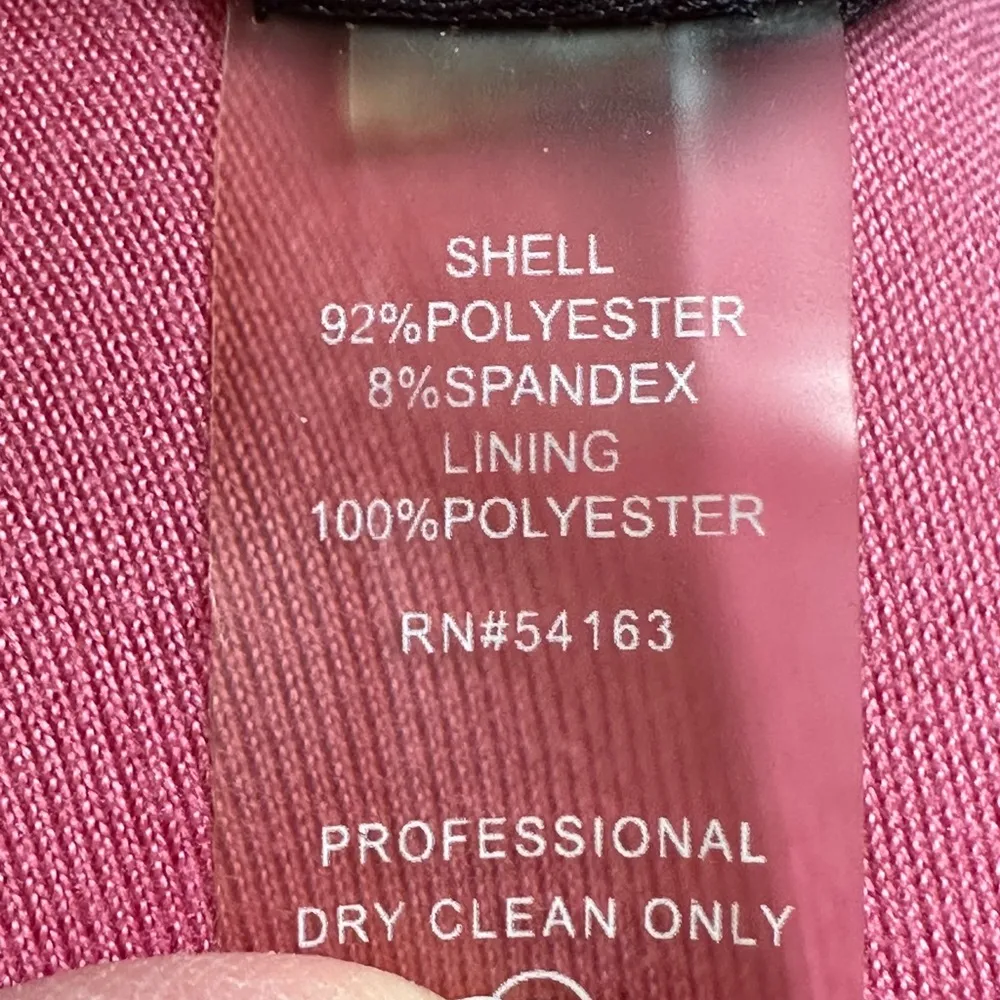 SHELL
92%POLYESTER
8%SPANDEX
LINING
100%POLYESTER
RN#54163
PROFESSIONAL
DRY CLEAN ONLY